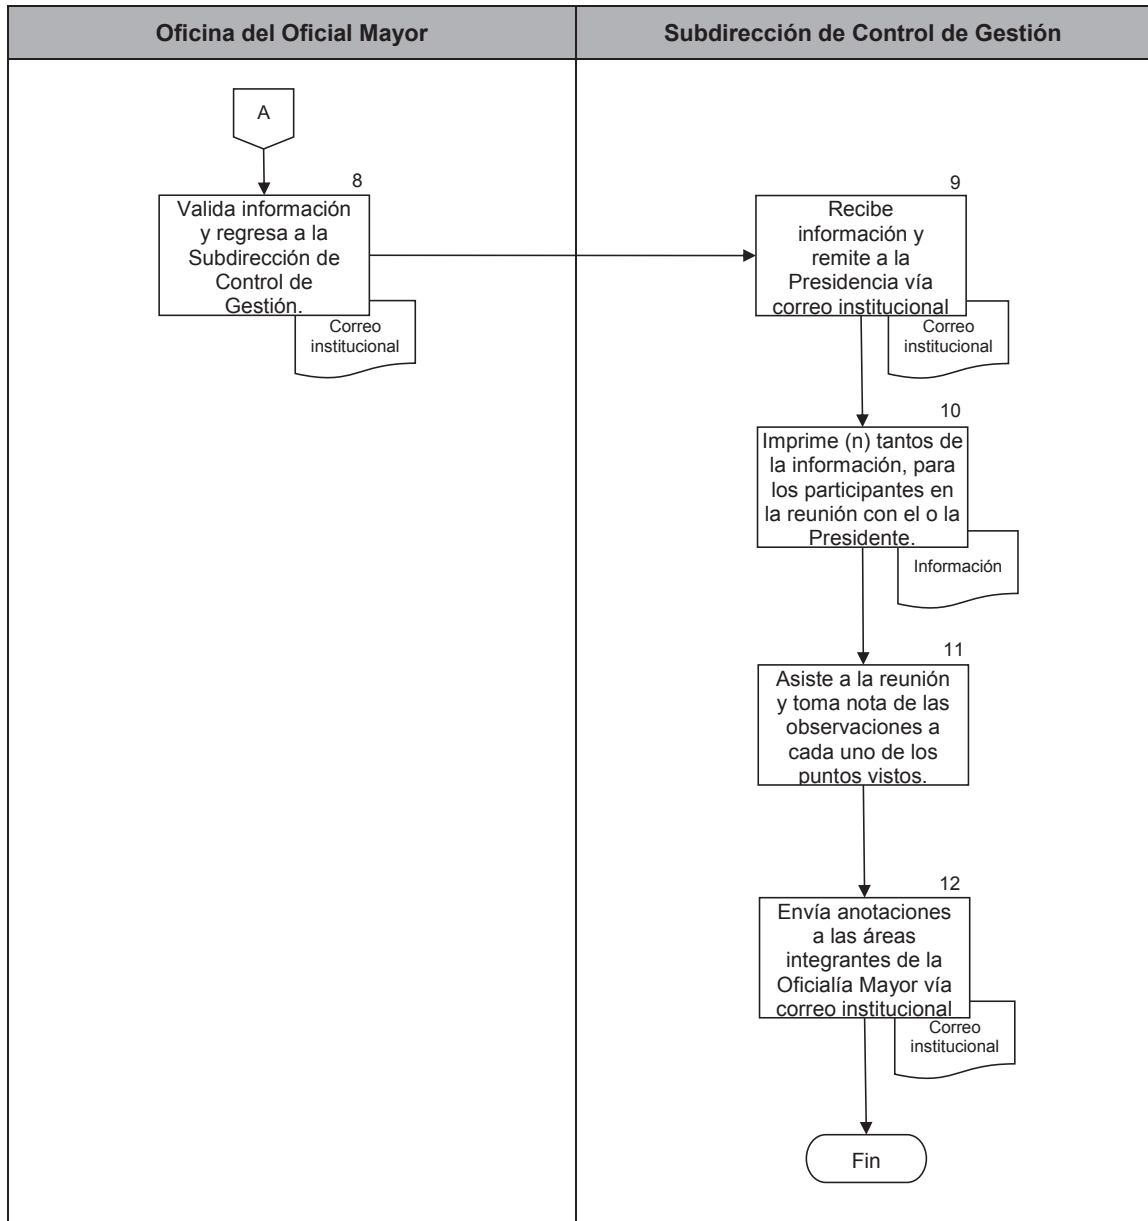 Oficina del Oficial Mayor
Subdirección de Control de Gestión
A
8
Valida información
y regresa a la
Subdirección de
Control de
Gestión.
Correo
institucional
9
Recibe
información y
remite a la
Presidencia vía
correo institucional
Correo
institucional
10
Imprime (n) tantos de
la información, para
los participantes en
la reunión con el o la
Presidente.
Información
11
Asiste a la reunión
y toma nota de las
observaciones a
cada uno de los
puntos vistos.
12
Envía anotaciones
a las áreas
integrantes de la
Oficialía Mayor vía
correo institucional
Correo
institucional
Fin